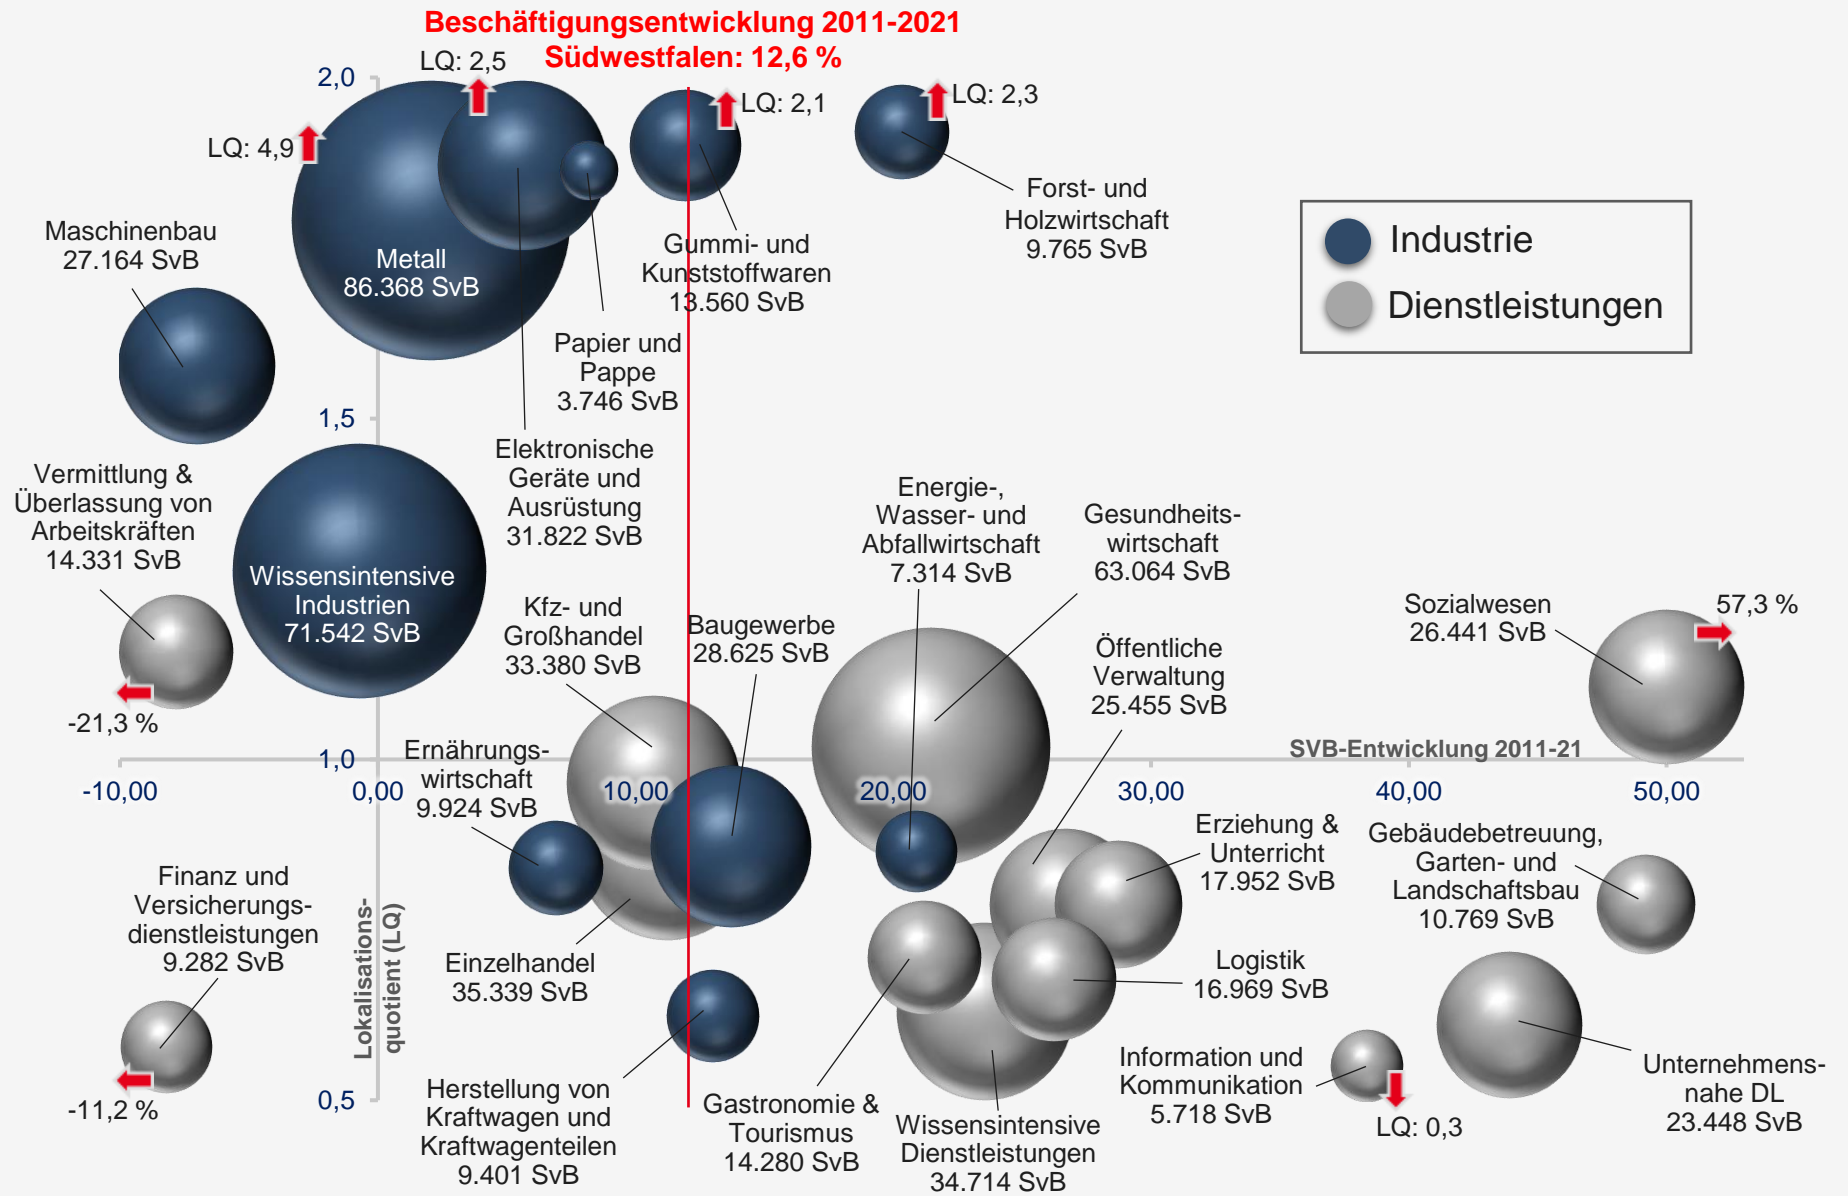 Beschäftigungsentwicklung 2011-2021
Südwestfalen: 12,6 %
LQ: 2,5
2,0
LQ: 2,1
LQ: 2,3
LQ: 4,9
Forst- und
Holzwirtschaft
9.765 SvB
Industrie
Dienstleistungen
Maschinenbau
27.164 SvB
Metall
86.368 SvB
Gummi- und
Kunststoffwaren
13.560 SvB
Papier und
Pappe
3.746 SvB
1,5
Elektronische
Geräte und
Ausrüstung
31.822 SvB
Vermittlung &
Überlassung von
Arbeitskräften
14.331 SvB
-21,3 %
Wissensintensive
Industrien
71.542 SvB
Kfz- und
Großhandel
33.380 SvB
Baugewerbe
28.625 SvB
Energie-,
Wasser- und
Abfallwirtschaft
7.314 SvB
Gesundheits-
wirtschaft
63.064 SvB
Öffentliche
Verwaltung
25.455 SvB
Sozialwesen
26.441 SvB
57,3 %
SVB-Entwicklung 2011-21
1,0
-10,00
0,00
10,00
20,00
30,00
40,00
50,00
Ernährungs-
wirtschaft
9.924 SvB
Erziehung &
Unterricht
17.952 SvB
Gebäudebetreuung,
Garten- und
Landschaftsbau
10.769 SvB
Finanz und
Versicherungs-
dienstleistungen
9.282 SvB
-11,2 %
Lokalisations-
quotient (LQ)
Einzelhandel
35.339 SvB
Logistik
16.969 SvB
0,5
Herstellung von
Kraftwagen und
Kraftwagenteilen
9.401 SvB
Gastronomie &
Tourismus
14.280 SvB
Wissensintensive
Dienstleistungen
34.714 SvB
Information und
Kommunikation
5.718 SvB
LQ: 0,3
Unternehmens-
nahe DL
23.448 SvB